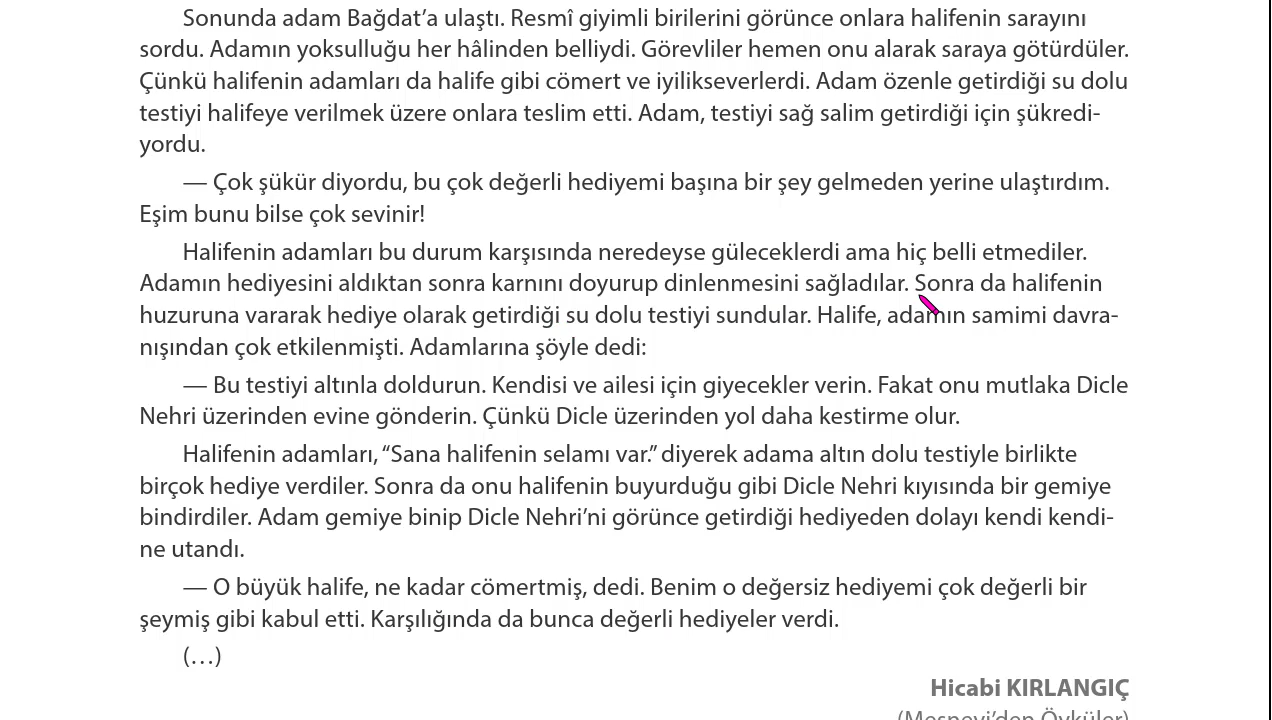 Sonunda adam Bağdat’a ulaştı. Resmî giyimli birilerini görünce onlara halifenin sarayını
sordu. Adamın yoksulluğu her hâlinden belliydi. Görevliler hemen onu alarak saraya götürdüler.
Çünkü halifenin adamları da halife gibi cömert ve iyilikseverlerdi. Adam özenle getirdiği su dolu
testiyi halifeye verilmek üzere onlara teslim etti. Adam, testiyi sağ salim getirdiği için şükredi-
yordu.
— Çok şükür diyordu, bu çok değerli hediyemi başına bir şey gelmeden yerine ulaştırdım.
Eşim bunu bilse çok sevinir!
Halifenin adamları bu durum karşısında neredeyse güleceklerdi ama hiç belli etmediler.
Adamın hediyesini aldıktan sonra karnını doyurup dinlenmesini sağladılar. Sonra da halifenin
huzuruna vararak hediye olarak getirdiği su dolu testiyi sundular. Halife, adamın samimi davra-
nışından çok etkilenmişti. Adamlarına şöyle dedi:
— Bu testiyi altınla doldurun. Kendisi ve ailesi için giyecekler verin. Fakat onu mutlaka Dicle
Nehri üzerinden evine gönderin. Çünkü Dicle üzerinden yol daha kestirme olur.
Halifenin adamları, “Sana halifenin selamı var.” diyerek adama altın dolu testiyle birlikte
birçok hediye verdiler. Sonra da onu halifenin buyurduğu gibi Dicle Nehri kıyısında bir gemiye
bindirdiler. Adam gemiye binip Dicle Nehri’ni görünce getirdiği hediyeden dolayı kendi kendi-
ne utandı.
— O büyük halife, ne kadar cömertmiş, dedi. Benim o değersiz hediyemi çok değerli bir
şeymiş gibi kabul etti. Karşılığında da bunca değerli hediyeler verdi.
(…)
Hicabi KIRLANGIÇ
(Mesnevi’den Öyküler)